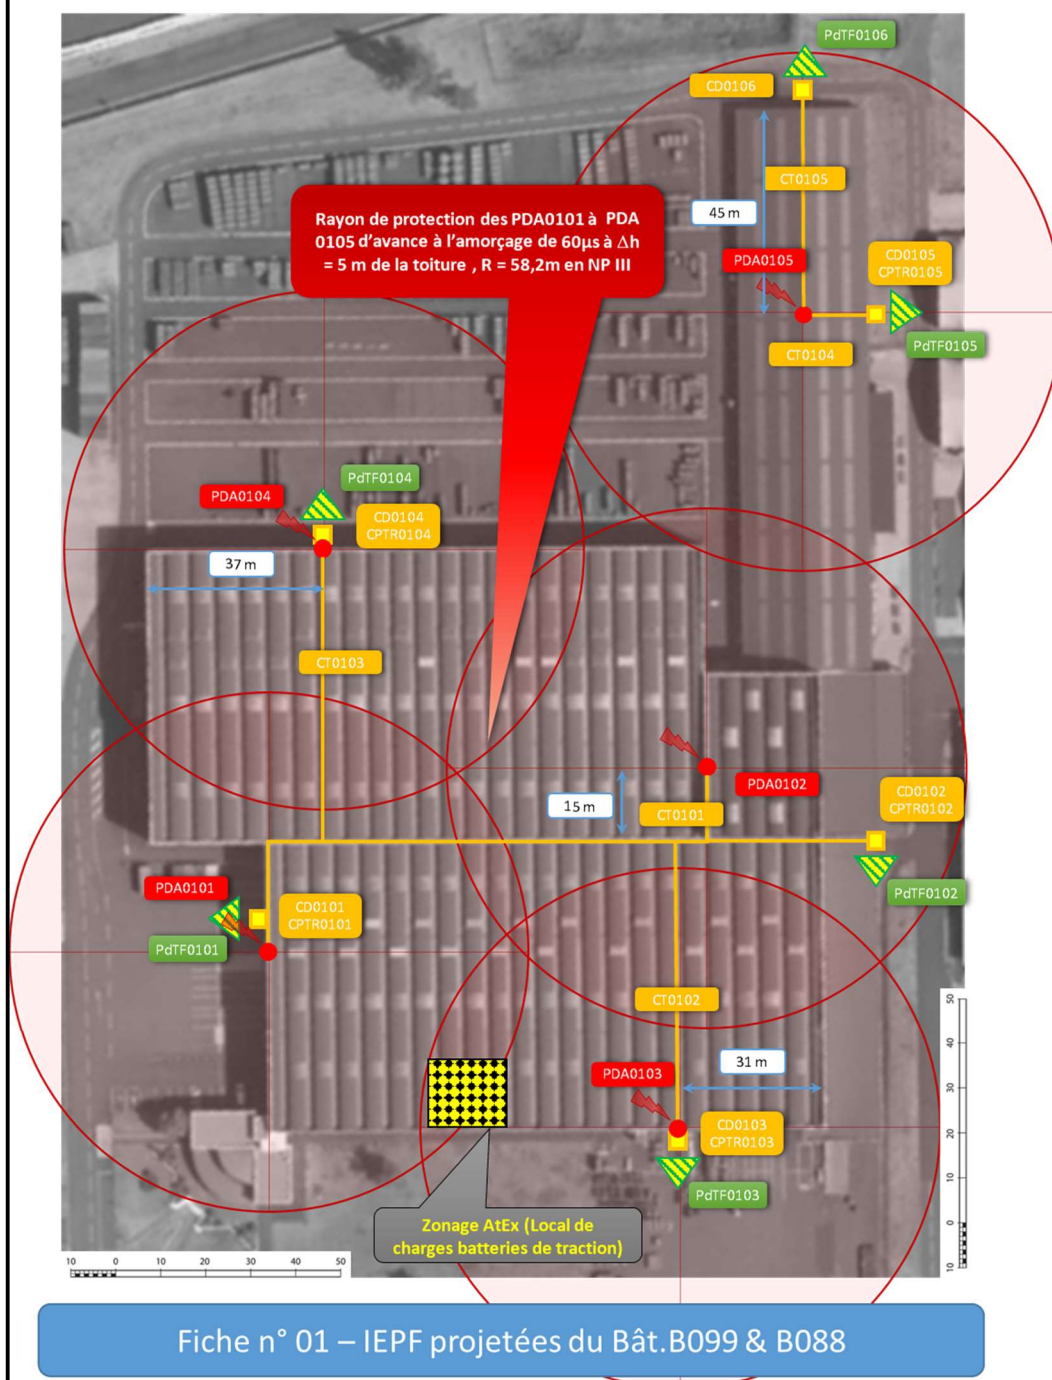 PdTF0106
CD0106
CT0105
45 m
Rayon de protection des PDA0101 à PDA
0105 d'avance à l'amorçage de 60µs à Δh
= 5 m de la toiture , R = 58,2m en NP III
PDA0105
CD0105
CPTR0105
PdTF0105
CT0104
PdTF0104
PDA0104
CD0104
CPTR0104
37 m
CT0103
PDA0102
15 m
CT0101
CD0102
CPTR0102
PdTF0102
PDA0101
CD0101
CPTR0101
PdTF0101
CT0102
PDA0103
31 m
CD0103
CPTR0103
PdTF0103
Zonage AtEx (Local de
charges batteries de traction)
50
40
30
20
10
0
10
10 0 10 20 30 40 50
Fiche n° 01 – IEPF projetées du Bât.B099 & B088